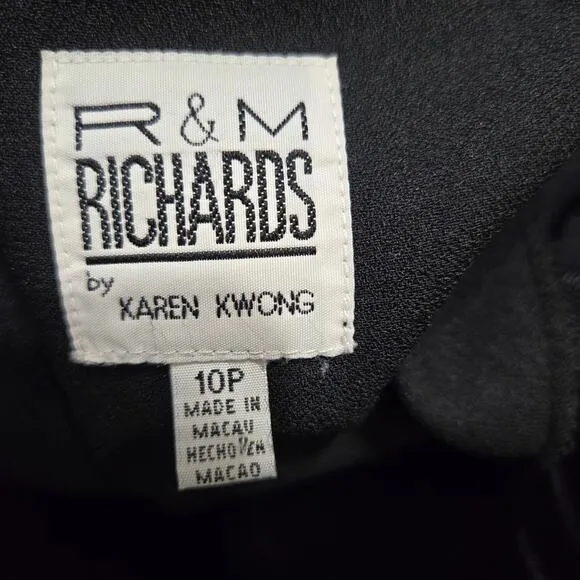 R & M
RICHARDS
by
KAREN KWONG
10P
MADE IN
MACAU
HECHO EN
MACAO